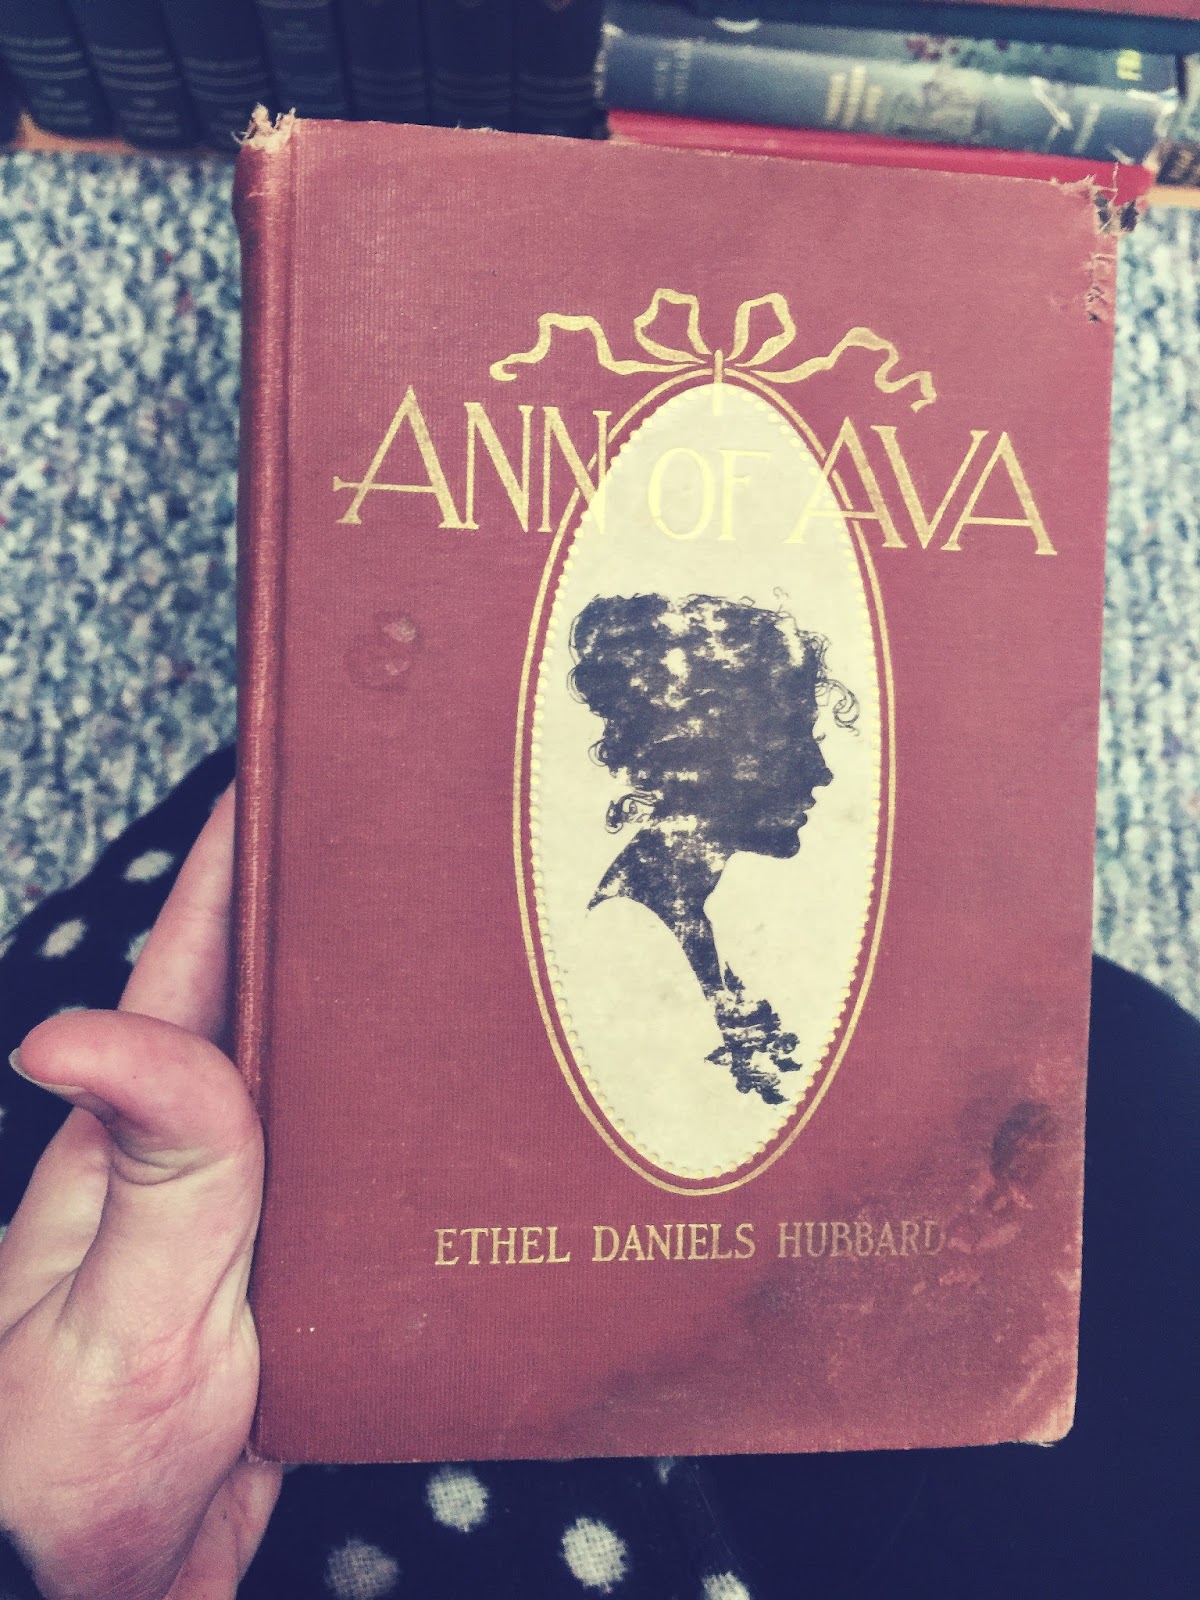 ANN OF AVA
ETHEL DANIELS HUBBARD